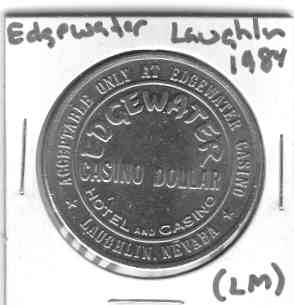 Edgewater Laughlin
1984
ACCEPTABLE ONLY AT EDGEWATER CASINO
EDGEWATER
CASINO DOLLAR
HOTEL AND CASINO
★ LAUGHLIN, NEVADA ★
(LM)